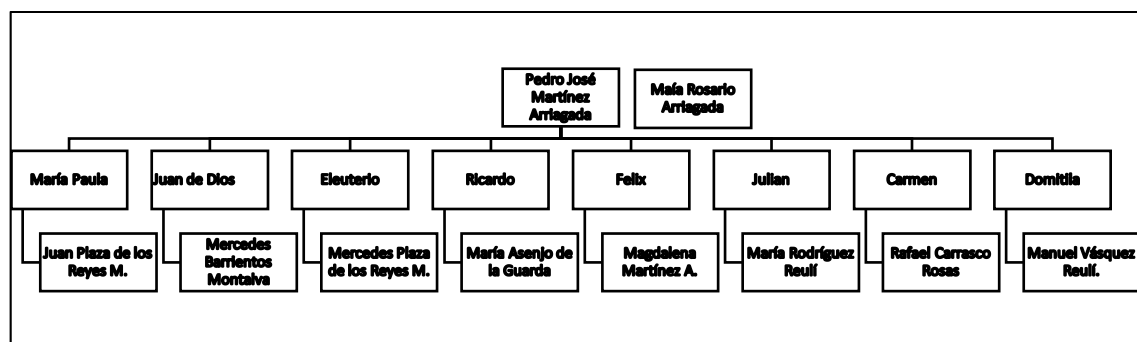 Pedro José
Martínez
Arriagada
Maía Rosario
Arriagada
María Paula
Juan de Dios
Eleuterio
Ricardo
Felix
Julian
Carmen
Domitila
Juan Plaza de los
Reyes M.
Mercedes
Barrientos
Montalva
Mercedes Plaza
de los Reyes M.
María Asenjo de
la Guarda
Magdalena
Martínez A.
María Rodríguez
Reulí
Rafael Carrasco
Rosas
Manuel Vásquez
Reulí.